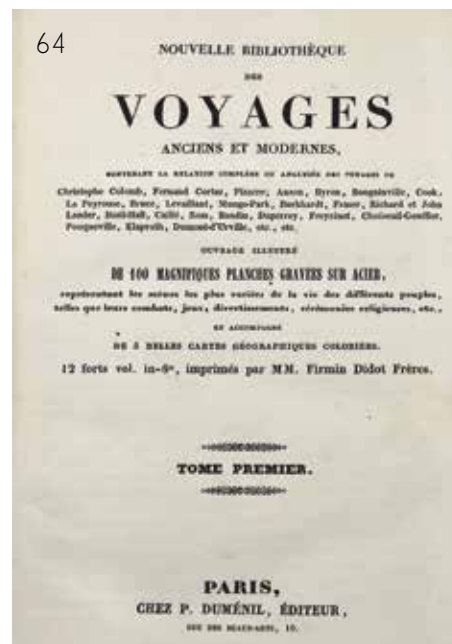 64
NOUVELLE BIBLIOTHÈQUE
DES
VOYAGES
ANCIENS ET MODERNES,
CONTENANT LA RELATION COMPLÈTE OU ANALYSÉE DES VOYAGES DE
Christophe Colomb, Fernand Cortez, Pizarre, Anson, Byron, Bougainville, Cook,
La Peyrouse, Bruce, Levaillant, Mungo-Park, Burkhardt, Fraser, Richard et John
Lander, Basil-Hall, Caillé, Ross, Bordin, Duperrey, Freycinet, Choiseul-Gouffier,
Pouqueville, Klaproth, Dumont-d'Urville, etc., etc.
OUVRAGE ILLUSTRÉ
DE 100 MAGNIFIQUES PLANCHES GRAVÉES SUR ACIER,
représentant les scènes les plus variées de la vie des différents peuples,
telles que leurs combats, jeux, divertissements, cérémonies religieuses, etc.,
ET ACCOMPAGNÉ
DE 5 BELLES CARTES GÉOGRAPHIQUES COLORIÉES.
12 forts vol. in-8°, imprimés par MM. Firmin Didot Frères.
TOME PREMIER.
PARIS,
CHEZ P. DUMÉNIL, ÉDITEUR,
RUE DES BEAUX-ARTS, 10.